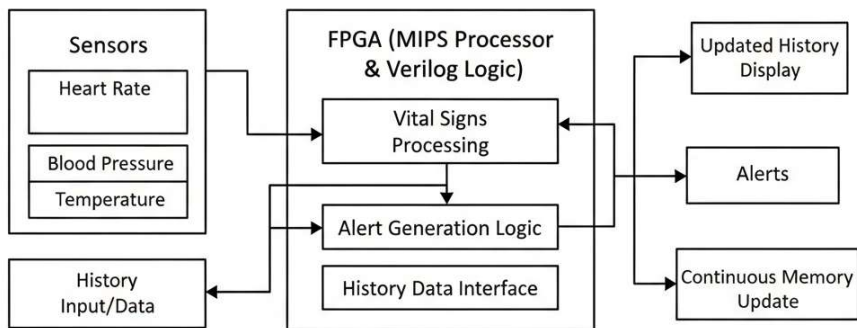 Sensors
Heart Rate
Blood Pressure
Temperature
History
Input/Data
FPGA (MIPS Processor
& Verilog Logic)
Vital Signs
Processing
Alert Generation Logic
History Data Interface
Updated History
Display
Alerts
Continuous Memory
Update